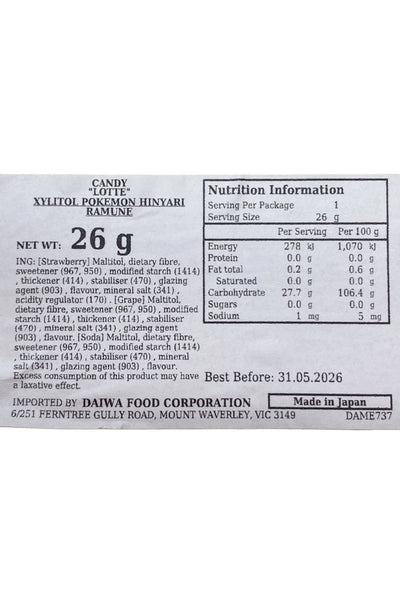 CANDY
"LOTTE"
XYLITOL POKEMON HINYARI
RAMUNE
NET WT: 26 g
ING: [Strawberry] Maltitol, dietary fibre,
sweetener (967, 950) , modified starch (1414)
, thickener (414) , stabiliser (470) , glazing
agent (903) , flavour, mineral salt (341) ,
acidity regulator (170) . [Grape] Maltitol,
dietary fibre, sweetener (967, 950) , modified
starch (1414) , thickener (414) , stabiliser
(470) , mineral salt (341) , glazing agent
(903) , flavour. [Soda] Maltitol, dietary fibre,
sweetener (967, 950) , modified starch (1414)
, thickener (414) , stabiliser (470) , mineral
salt (341) , glazing agent (903) , flavour.
Excess consumption of this product may have
a laxative effect.
Nutrition Information
Serving Per Package 1
Serving Size 26 g
Per Serving Per 100 g
Energy 278 kJ 1,070 kJ
Protein 0.0 g 0.0 g
Fat total 0.2 g 0.6 g
Saturated 0.0 g 0.0 g
Carbohydrate 27.7 g 106.4 g
Sugars 0.0 g 0.0 g
Sodium 1 mg 5 mg
Best Before: 31.05.2026
IMPORTED BY DAIWA FOOD CORPORATION
Made in Japan
6/251 FERNTREE GULLY ROAD, MOUNT WAVERLEY, VIC 3149
DAME737